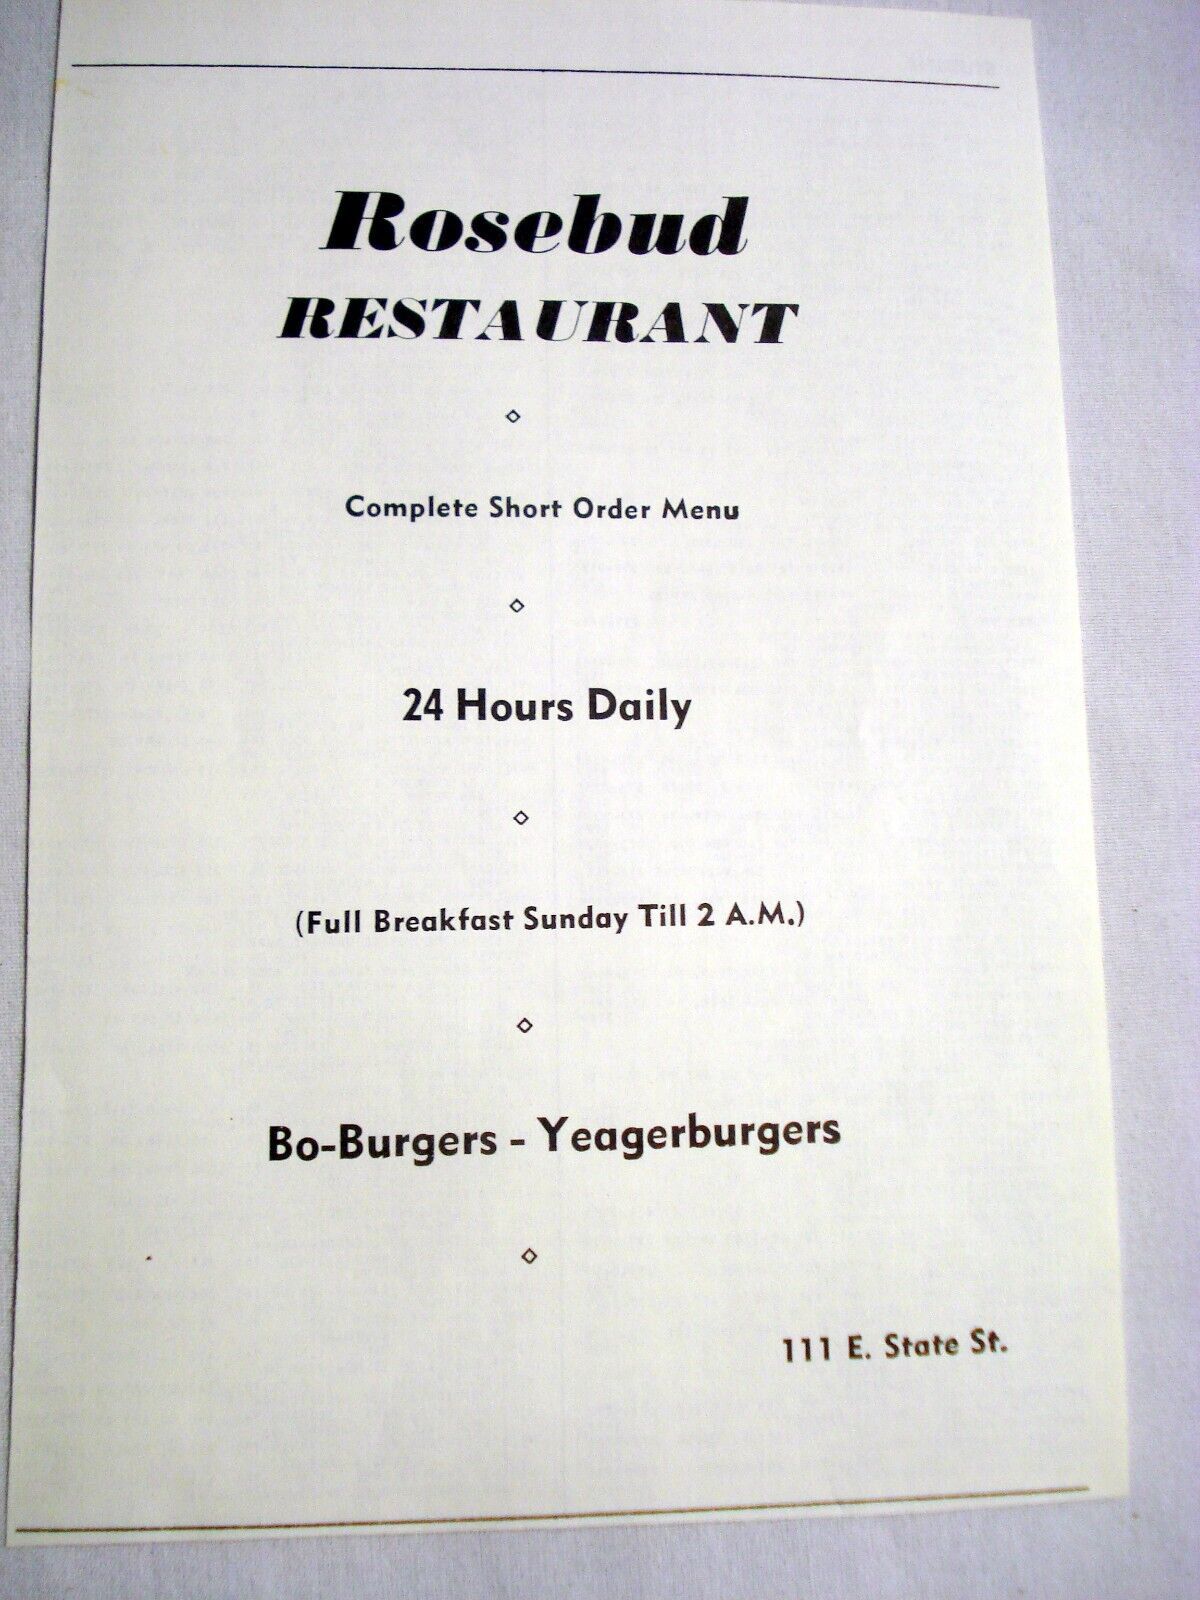 Rosebud
RESTAURANT
Complete Short Order Menu
24 Hours Daily
(Full Breakfast Sunday Till 2 A.M.)
Bo-Burgers - Yeagerburgers
111 E. State St.